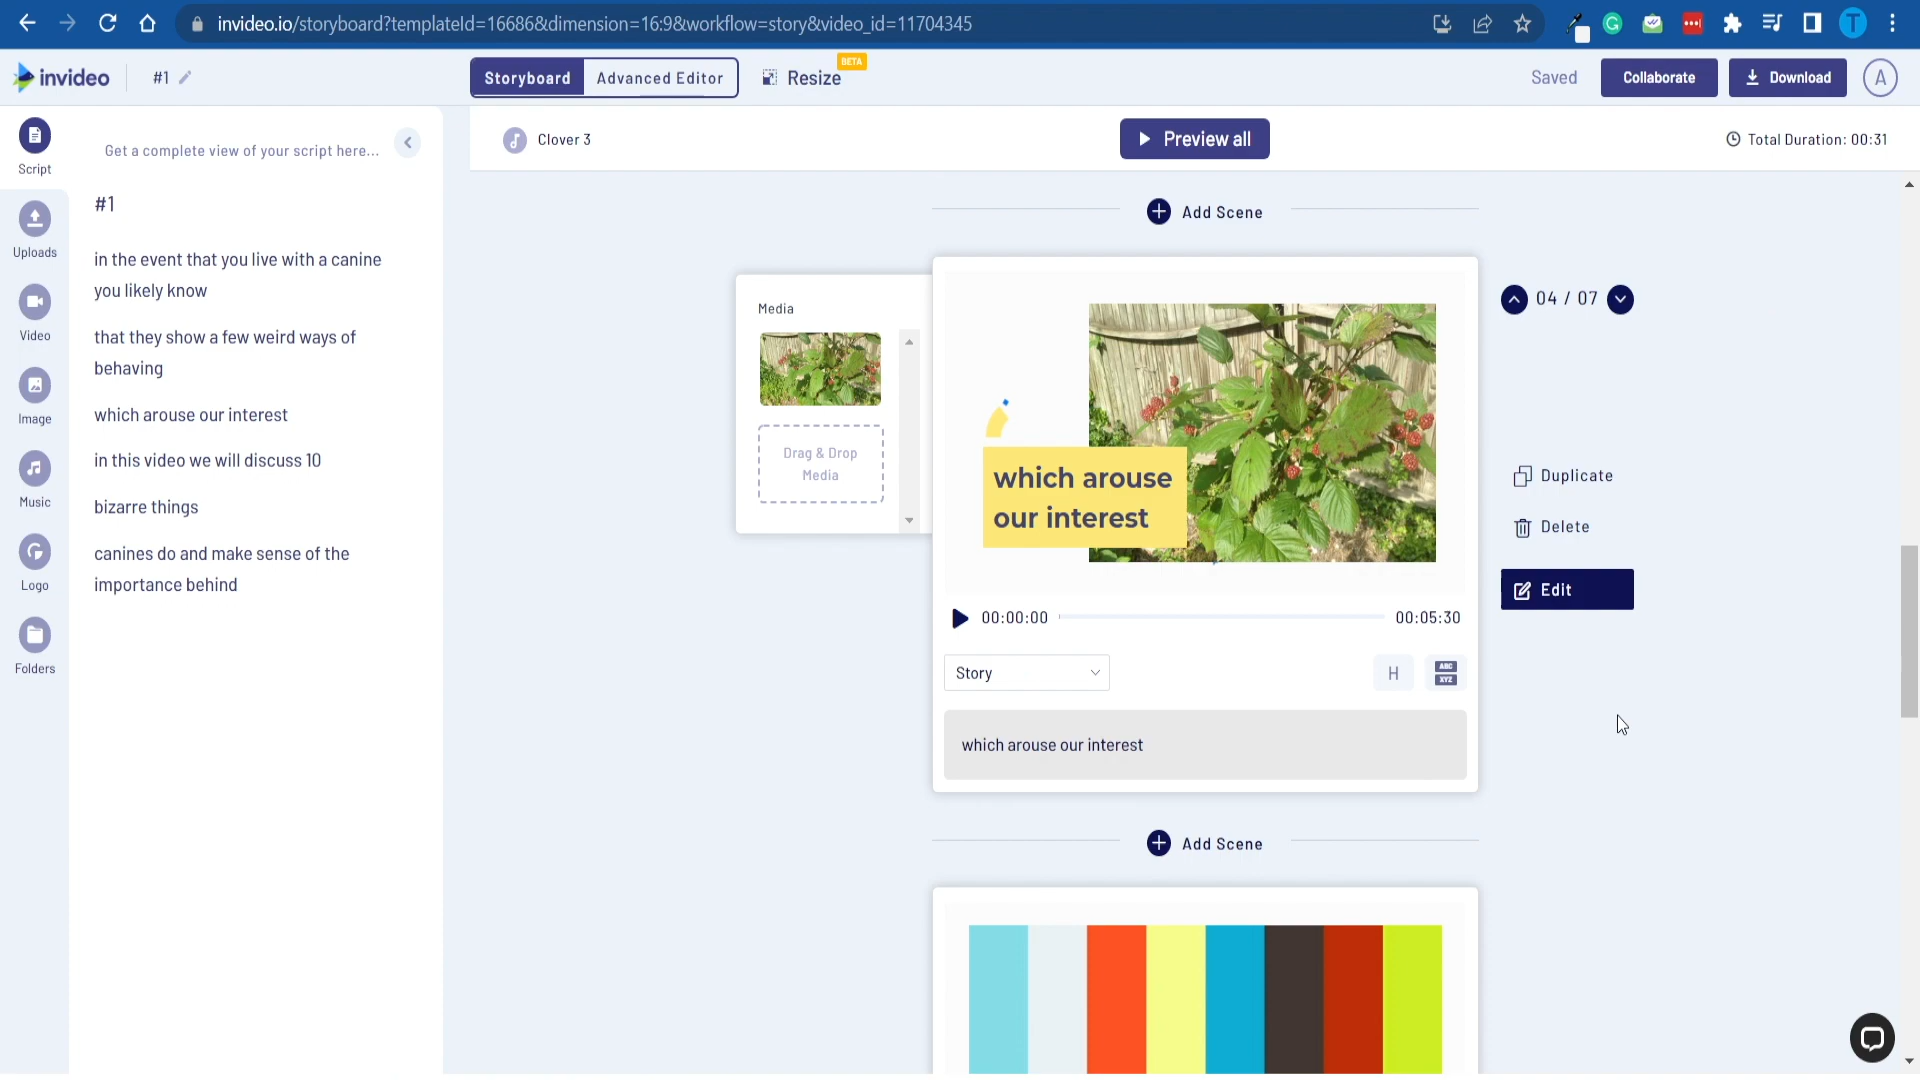 invideo.io/storyboard?templateId=16686&dimension=16:9&workflow=story&video_id=11704345
T
invideo
#1
Storyboard
Advanced Editor
Resize
BETA
Saved
Collaborate
Download
A
Script
Uploads
Video
Image
Music
Logo
Folders
Get a complete view of your script here...
#1
in the event that you live with a canine
you likely know
that they show a few weird ways of
behaving
which arouse our interest
in this video we will discuss 10
bizarre things
canines do and make sense of the
importance behind
Clover 3
Preview all
Total Duration: 00:31
Add Scene
Media
Drag & Drop
Media
which arouse
our interest
00:00:00
00:05:30
Story
H
ABC
XYZ
which arouse our interest
04 / 07
Duplicate
Delete
Edit
Add Scene